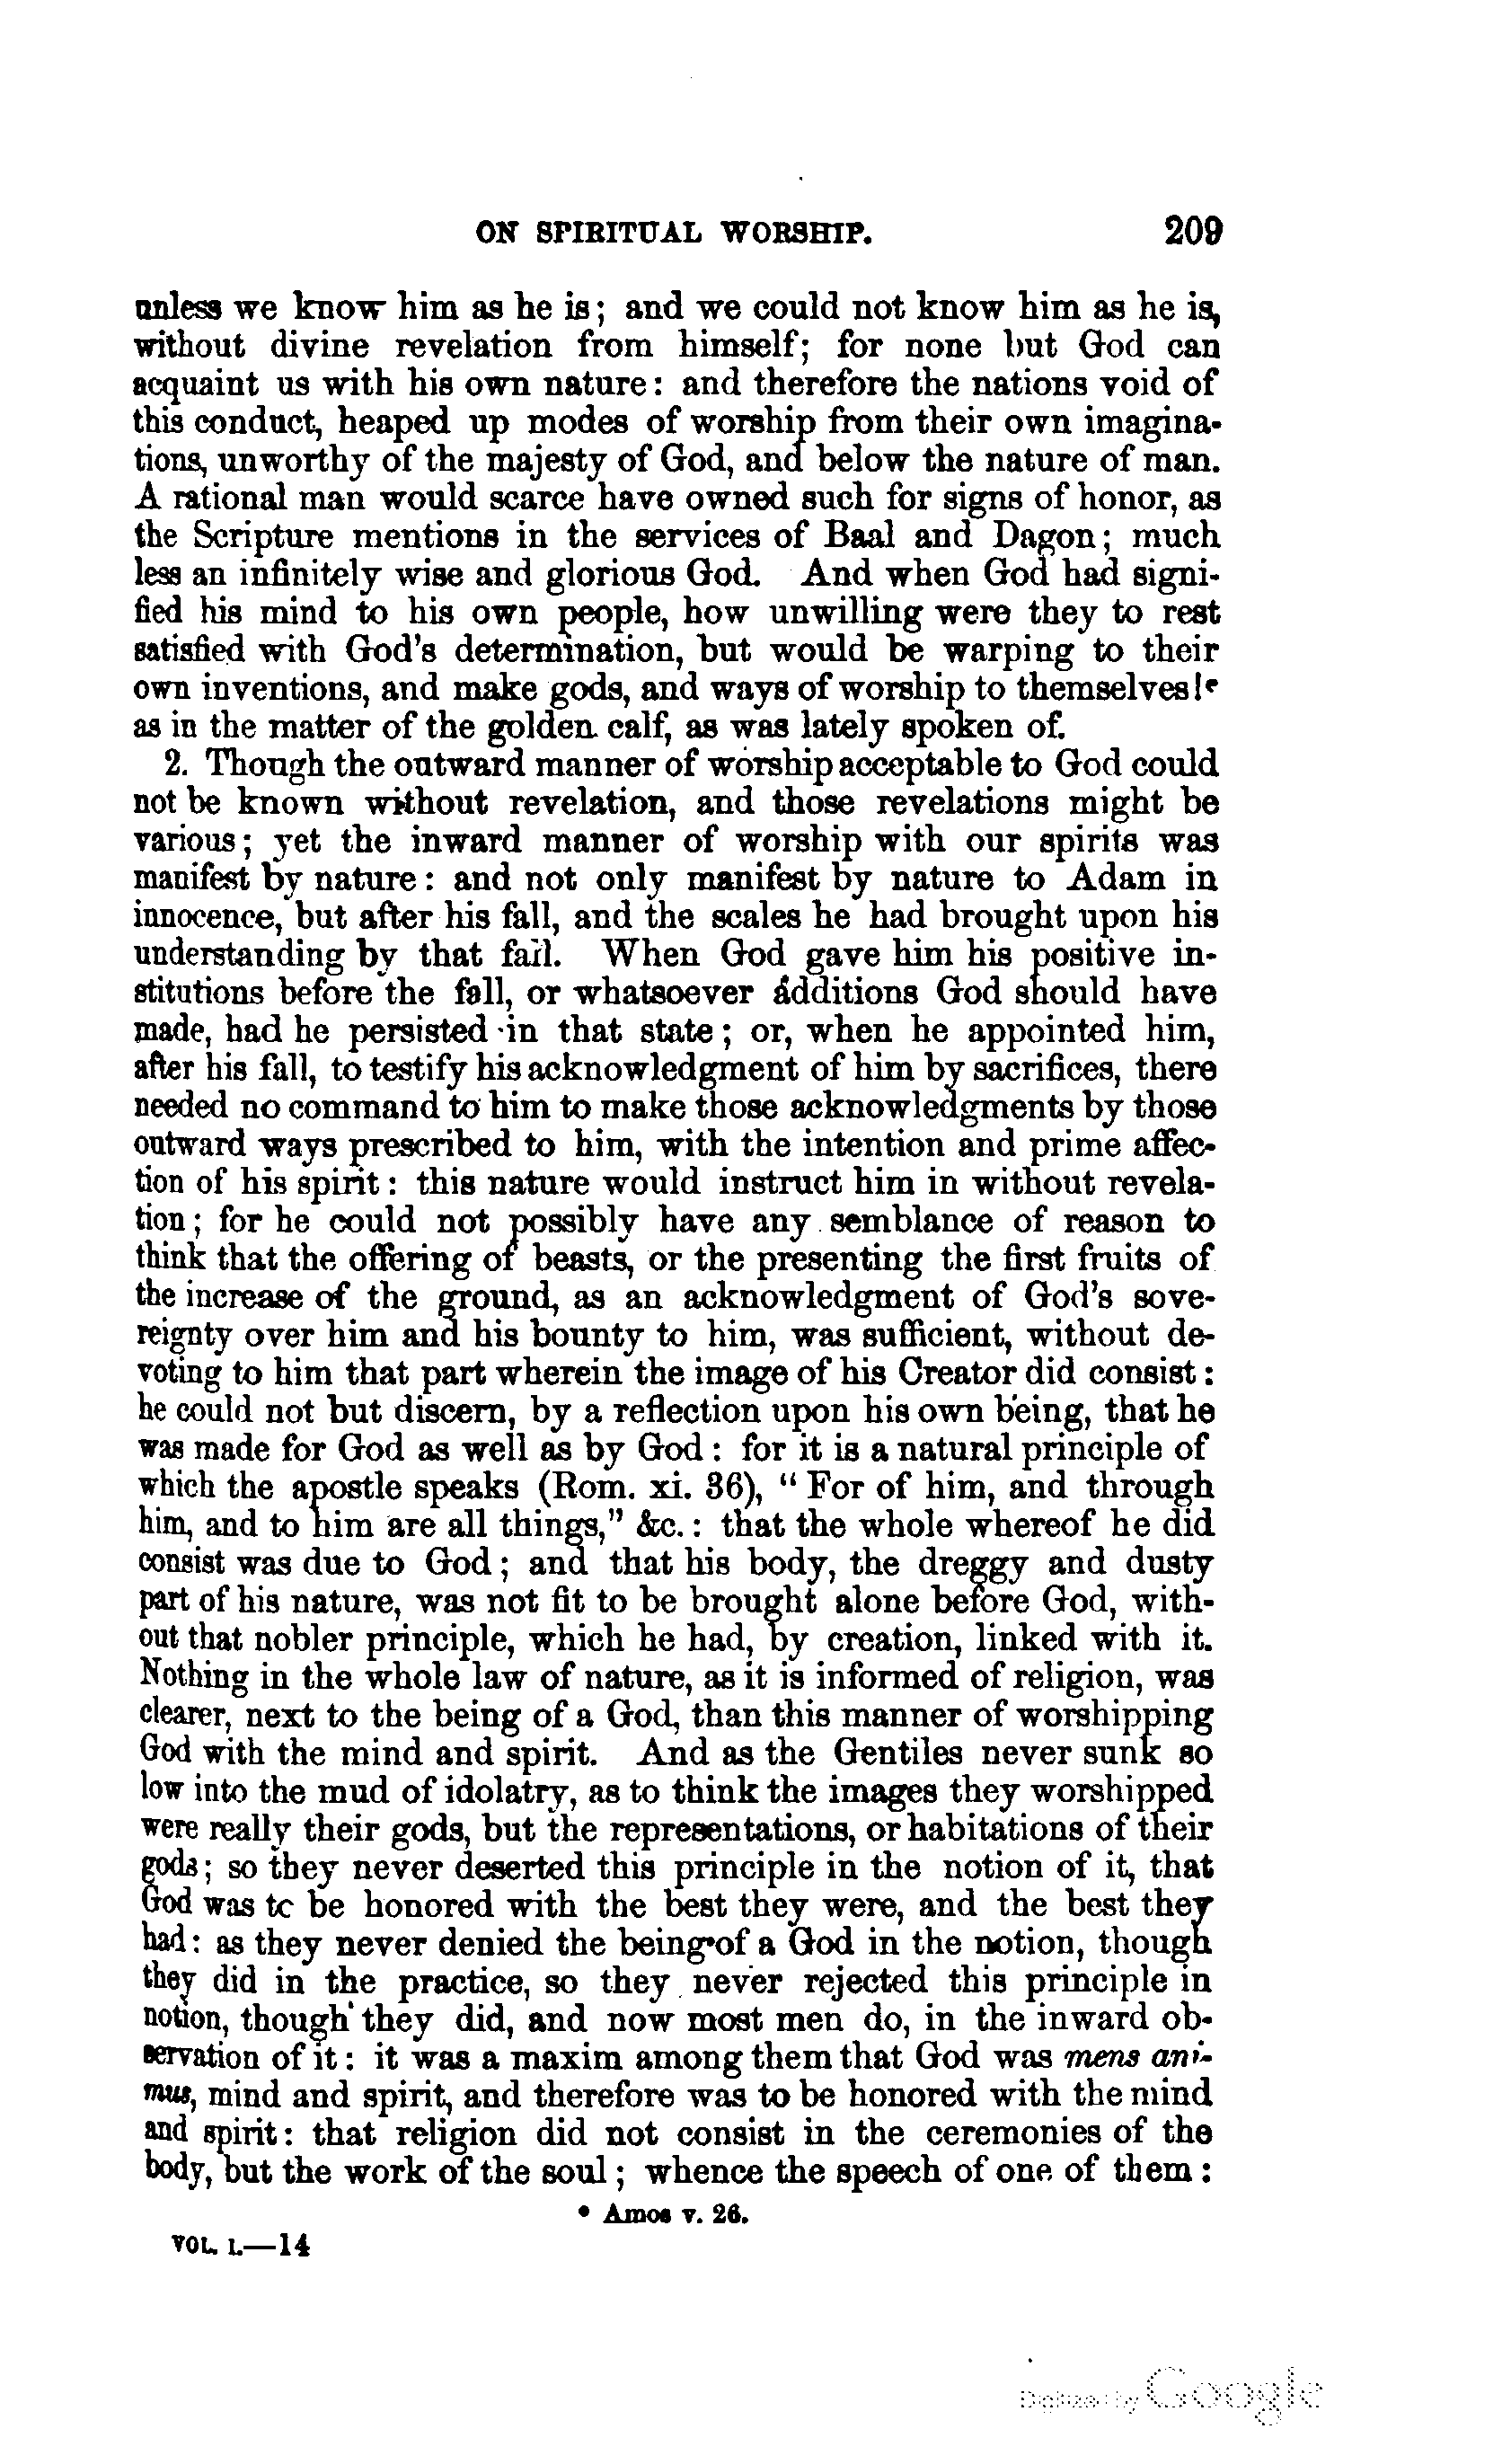 ON SPIRITUAL WORSHIP. 209
unless we know him as he is; and we could not know him as he is,
without divine revelation from himself; for none but God can
acquaint us with his own nature: and therefore the nations void of
this conduct, heaped up modes of worship from their own imagina-
tions, unworthy of the majesty of God, and below the nature of man.
A rational man would scarce have owned such for signs of honor, as
the Scripture mentions in the services of Baal and Dagon; much
less an infinitely wise and glorious God. And when God had signi-
fied his mind to his own people, how unwilling were they to rest
satisfied with God's determination, but would be warping to their
own inventions, and make gods, and ways of worship to themselves!e
as in the matter of the golden calf, as was lately spoken of.
2. Though the outward manner of worship acceptable to God could
not be known without revelation, and those revelations might be
various; yet the inward manner of worship with our spirits was
manifest by nature: and not only manifest by nature to Adam in
innocence, but after his fall, and the scales he had brought upon his
understanding by that fall. When God gave him his positive in-
stitutions before the fall, or whatsoever additions God should have
made, had he persisted in that state; or, when he appointed him,
after his fall, to testify his acknowledgment of him by sacrifices, there
needed no command to him to make those acknowledgments by those
outward ways prescribed to him, with the intention and prime affec-
tion of his spirit: this nature would instruct him in without revela-
tion; for he could not possibly have any semblance of reason to
think that the offering of beasts, or the presenting the first fruits of
the increase of the ground, as an acknowledgment of God's sove-
reignty over him and his bounty to him, was sufficient, without de-
voting to him that part wherein the image of his Creator did consist:
he could not but discern, by a reflection upon his own being, that he
was made for God as well as by God: for it is a natural principle of
which the apostle speaks (Rom. xi. 36), "For of him, and through
him, and to him are all things," &c.: that the whole whereof he did
consist was due to God; and that his body, the dreggy and dusty
part of his nature, was not fit to be brought alone before God, with-
out that nobler principle, which he had, by creation, linked with it.
Nothing in the whole law of nature, as it is informed of religion, was
clearer, next to the being of a God, than this manner of worshipping
God with the mind and spirit. And as the Gentiles never sunk so
low into the mud of idolatry, as to think the images they worshipped
were really their gods, but the representations, or habitations of their
gods; so they never deserted this principle in the notion of it, that
God was to be honored with the best they were, and the best they
had: as they never denied the being of a God in the notion, though
they did in the practice, so they never rejected this principle in
notion, though they did, and now most men do, in the inward ob-
servation of it: it was a maxim among them that God was mens ani-
mus, mind and spirit, and therefore was to be honored with the mind
and spirit: that religion did not consist in the ceremonies of the
body, but the work of the soul; whence the speech of one of them:
e Amos v. 26.
VOL. I.—14
Digitized by Google